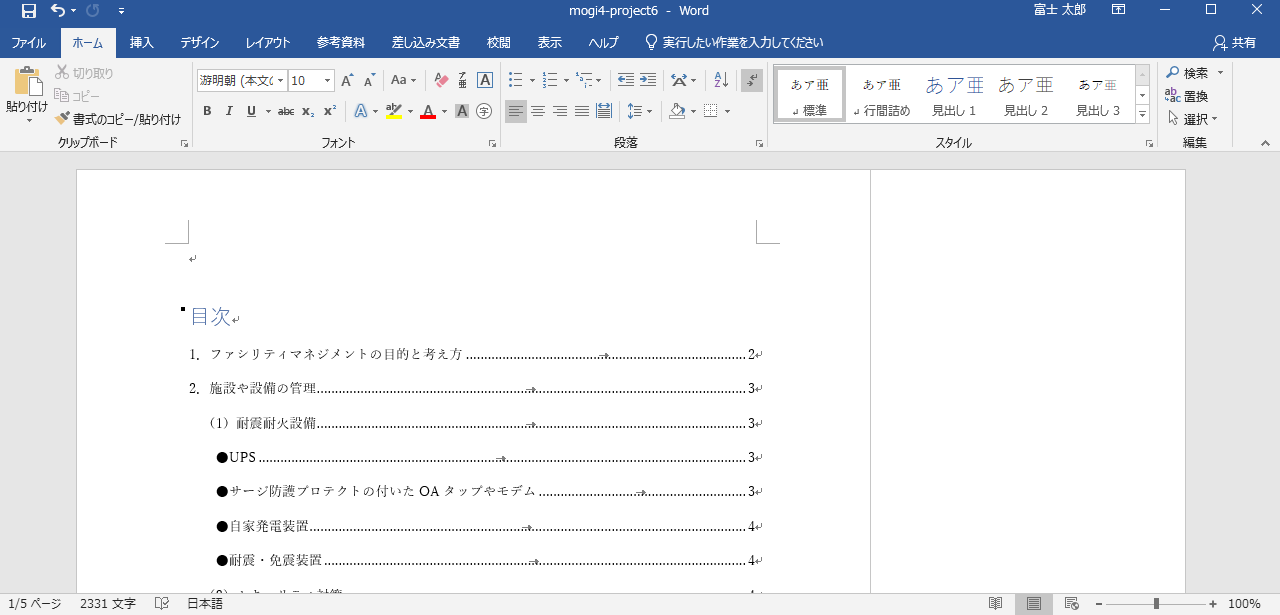 mogi4-project6 - Word
富士 太郎
ファイル ホーム 挿入 デザイン レイアウト 参考資料 差し込み文書 校閲 表示 ヘルプ 実行したい作業を入力してください 共有
貼り付け
切り取り
コピー
書式のコピー/貼り付け
クリップボード
游明朝 (本文の 10
フォント
段落
あア亜 あア亜 あア亜 あア亜 あア亜
標準 行間詰め 見出し 1 見出し 2 見出し 3
スタイル
検索
置換
選択
編集
目次
1. ファシリティマネジメントの目的と考え方 2
2. 施設や設備の管理 3
(1) 耐震耐火設備 3
●UPS 3
●サージ防護プロテクトの付いた OA タップやモデム 3
●自家発電装置 4
●耐震・免震装置 4
1/5 ページ 2331 文字 日本語 100%